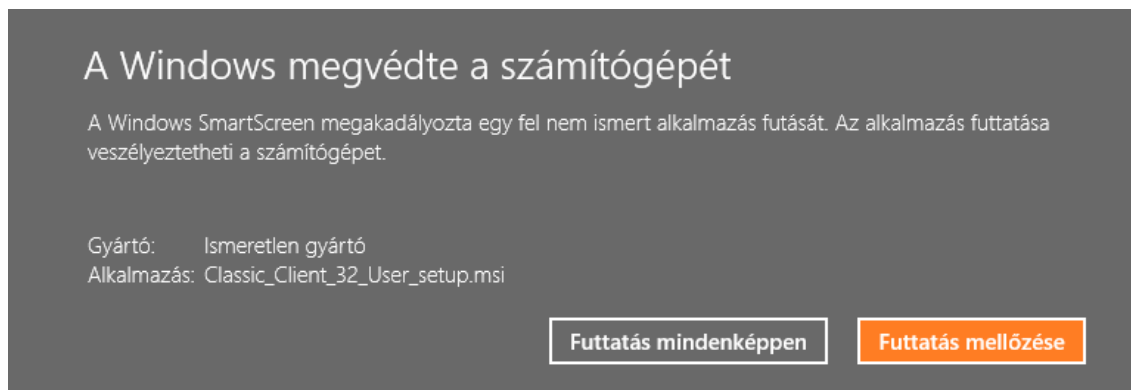 A Windows megvédte a számítógépét
A Windows SmartScreen megakadályozta egy fel nem ismert alkalmazás futását. Az alkalmazás futtatása
veszélyeztetheti a számítógépet.
Gyártó: Ismeretlen gyártó
Alkalmazás: Classic_Client_32_User_setup.msi
Futtatás mindenképpen Futtatás mellőzése